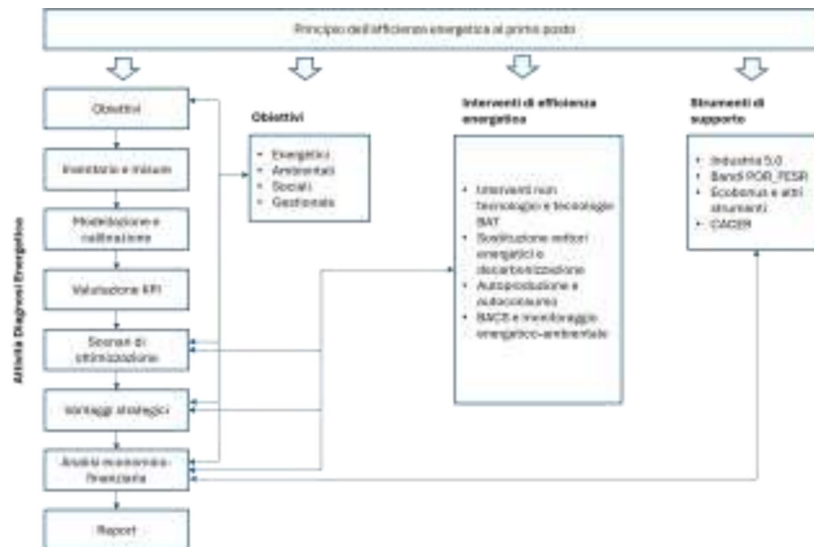 Principio dell'efficienza energetica al primo posto
Attività Diagnosi Energetica
Obiettivi
Inventario e misure
Modellazione e
calibrazione
Valutazione KPI
Scenari di
ottimizzazione
Vantaggi strategici
Analisi economico-
finanziaria
Report
Obiettivi
• Energetici
• Ambientali
• Sociali
• Gestionale
Interventi di efficienza
energetica
• Interventi non
tecnologico e tecnologie
BAT
• Sostituzione vettori
energetici e
decarbonizzazione
• Autoproduzione e
autoconsumo
• BACS e monitoraggio
energetico-ambientale
Strumenti di
supporto
• Industria 5.0
• Bandi POR_FESR
• Ecobonus e altri
strumenti
• CACER